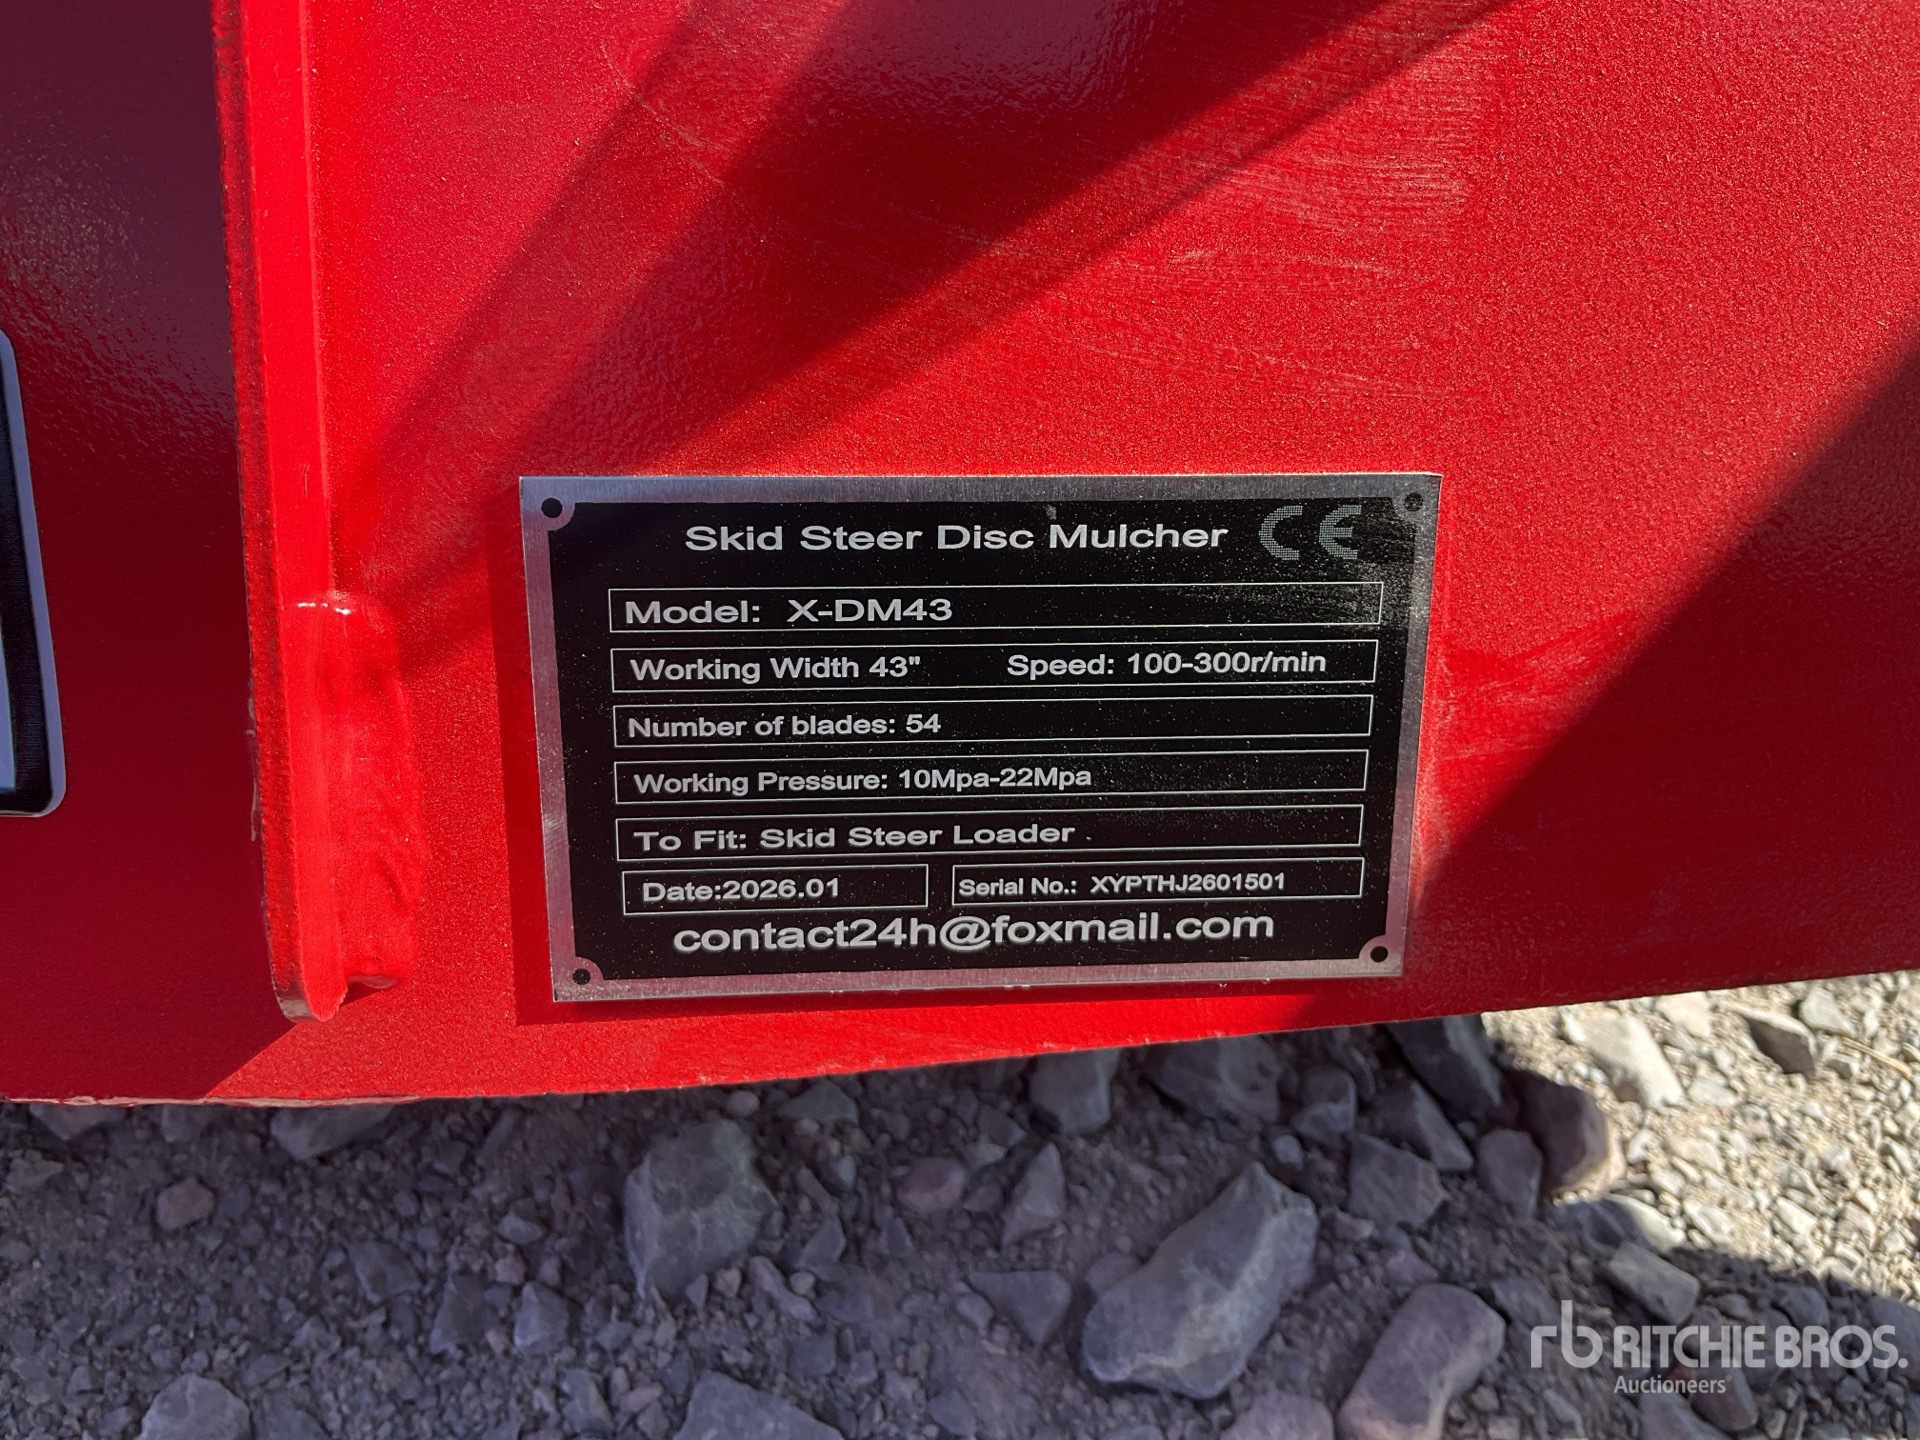 Skid Steer Disc Mulcher CE
Model: X-DM43
Working Width 43" Speed: 100-300r/min
Number of blades: 54
Working Pressure: 10Mpa-22Mpa
To Fit: Skid Steer Loader
Date:2026.01 Serial No.: XYPTHJ2601501
contact24h@foxmail.com
rb RITCHIE BROS.
Auctioneers